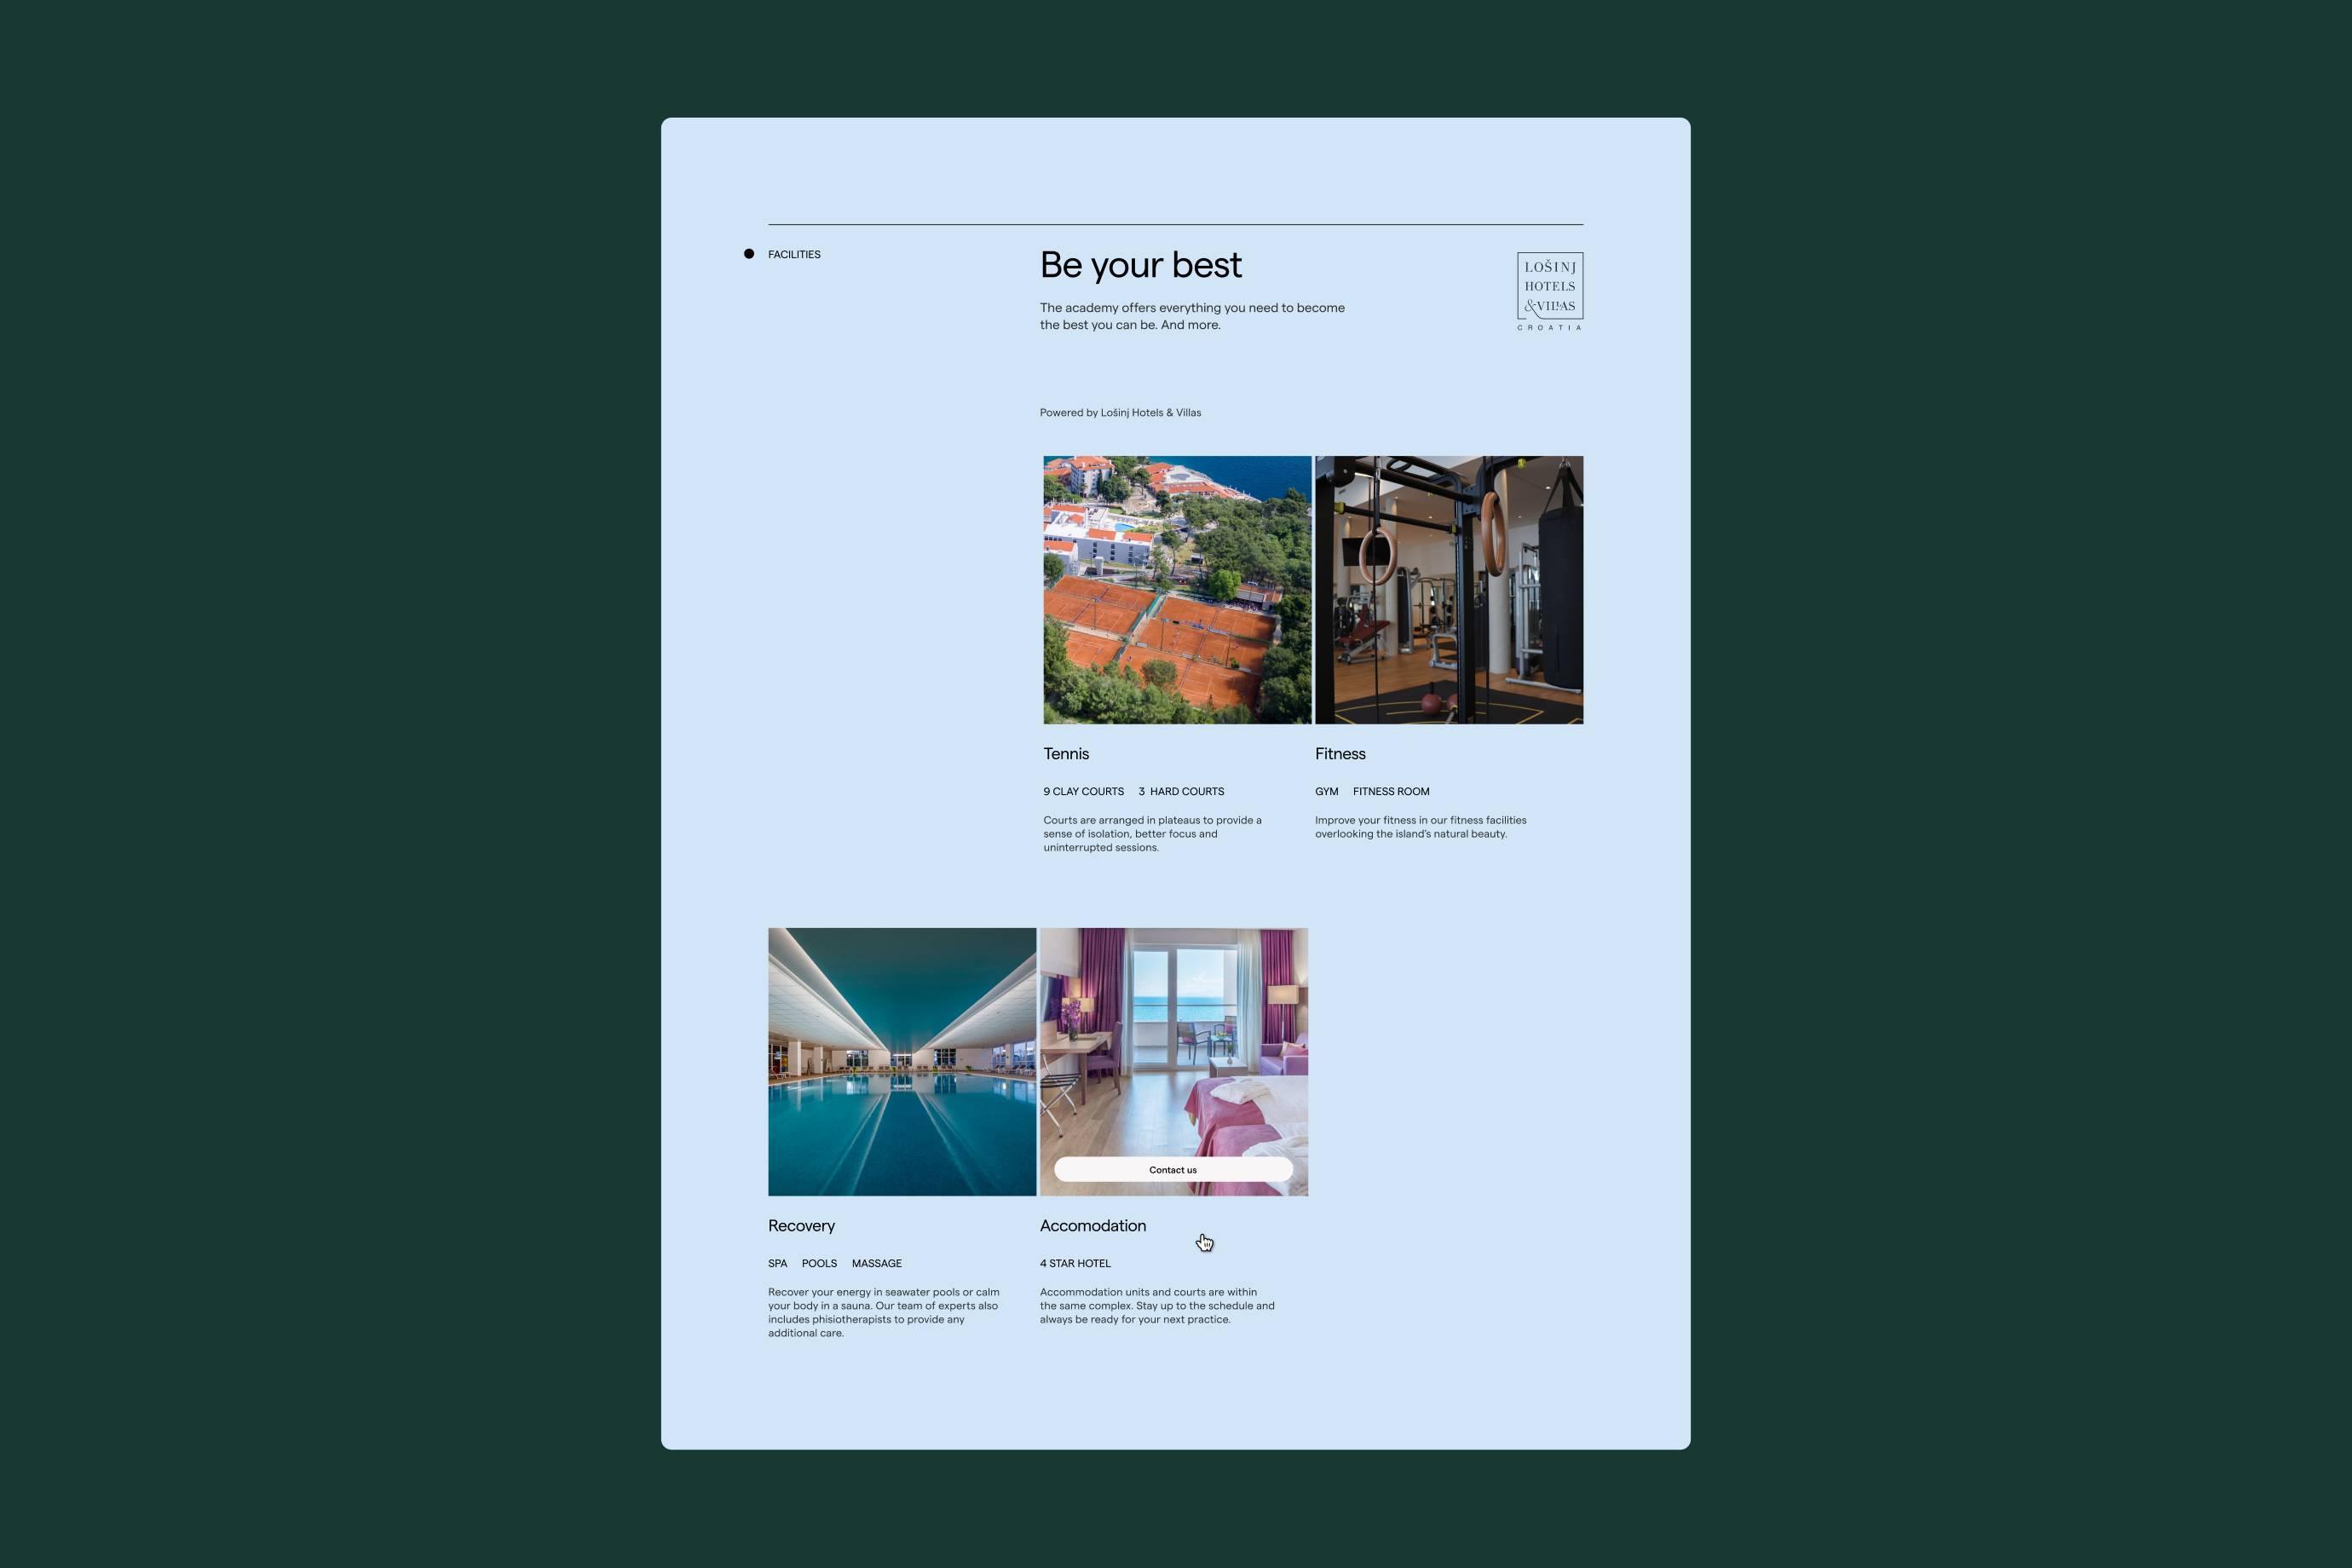 FACILITIES
Be your best
The academy offers everything you need to become
the best you can be. And more.
LOŠINJ
HOTELS
&VILLAS
CROATIA
Powered by Lošinj Hotels & Villas
Tennis
9 CLAY COURTS 3 HARD COURTS
Courts are arranged in plateaus to provide a
sense of isolation, better focus and
uninterrupted sessions.
Fitness
GYM FITNESS ROOM
Improve your fitness in our fitness facilities
overlooking the island's natural beauty.
Recovery
SPA POOLS MASSAGE
Recover your energy in seawater pools or calm
your body in a sauna. Our team of experts also
includes phisiotherapists to provide any
additional care.
Contact us
Accomodation
4 STAR HOTEL
Accommodation units and courts are within
the same complex. Stay up to the schedule and
always be ready for your next practice.